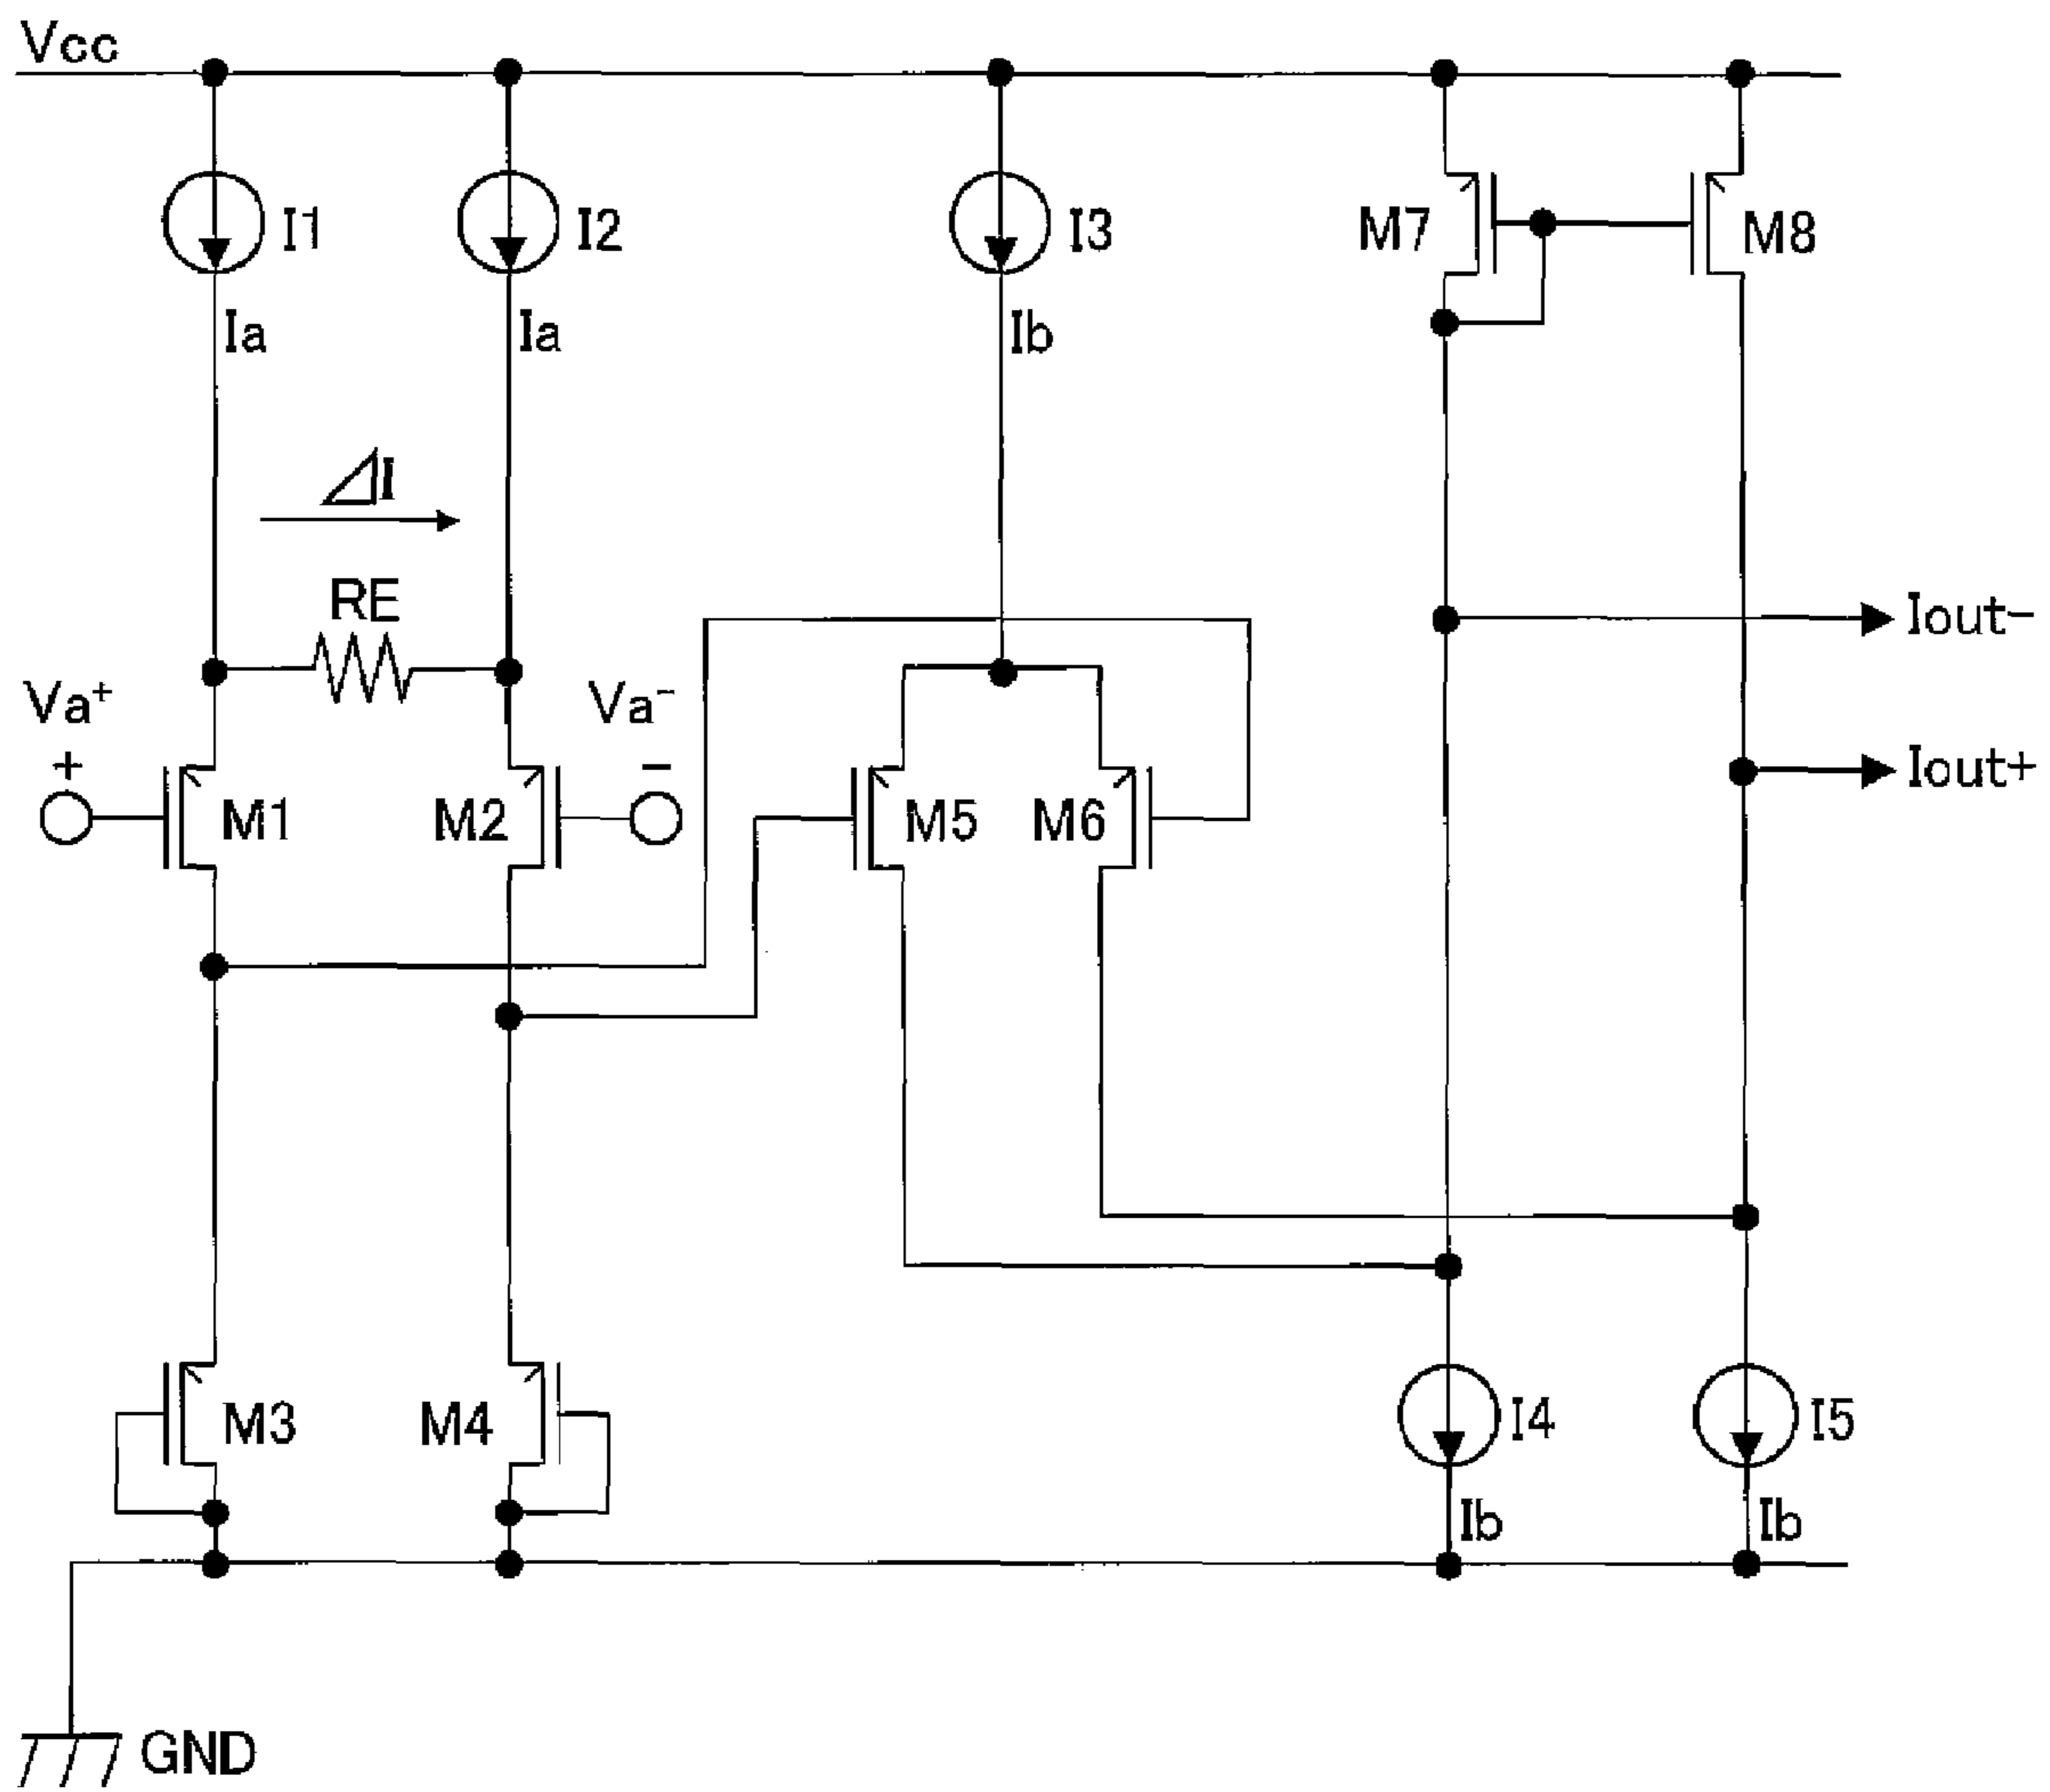 Vcc
I1
I2
I3
M7
M8
Ia
Ia
Ib
⊿I
RE
Iout-
Va⁺
Va⁻
Iout+
+
−
M1
M2
M5
M6
M3
M4
I4
I5
Ib
Ib
GND